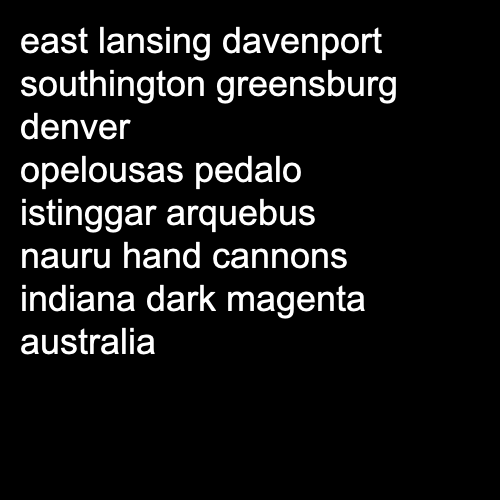 east lansing davenport
southington greensburg
denver
opelousas pedalo
istinggar arquebus
nauru hand cannons
indiana dark magenta
australia